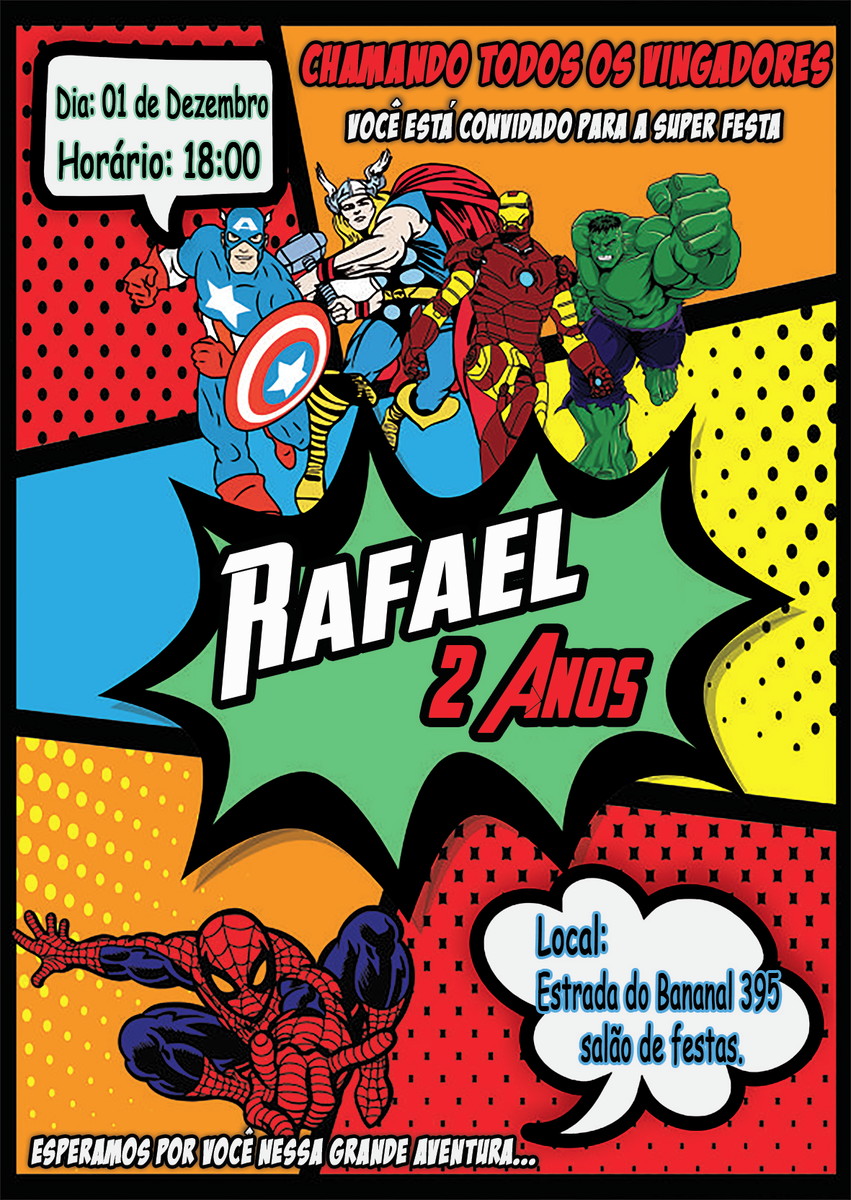 CHAMANDO TODOS OS VINGADORES
VOCÊ ESTÁ CONVIDADO PARA A SUPER FESTA
Dia: 01 de Dezembro
Horário: 18:00
A
RAFAEL
2 ANOS
Local:
Estrada do Bananal 395
salão de festas.
ESPERAMOS POR VOCÊ NESSA GRANDE AVENTURA...